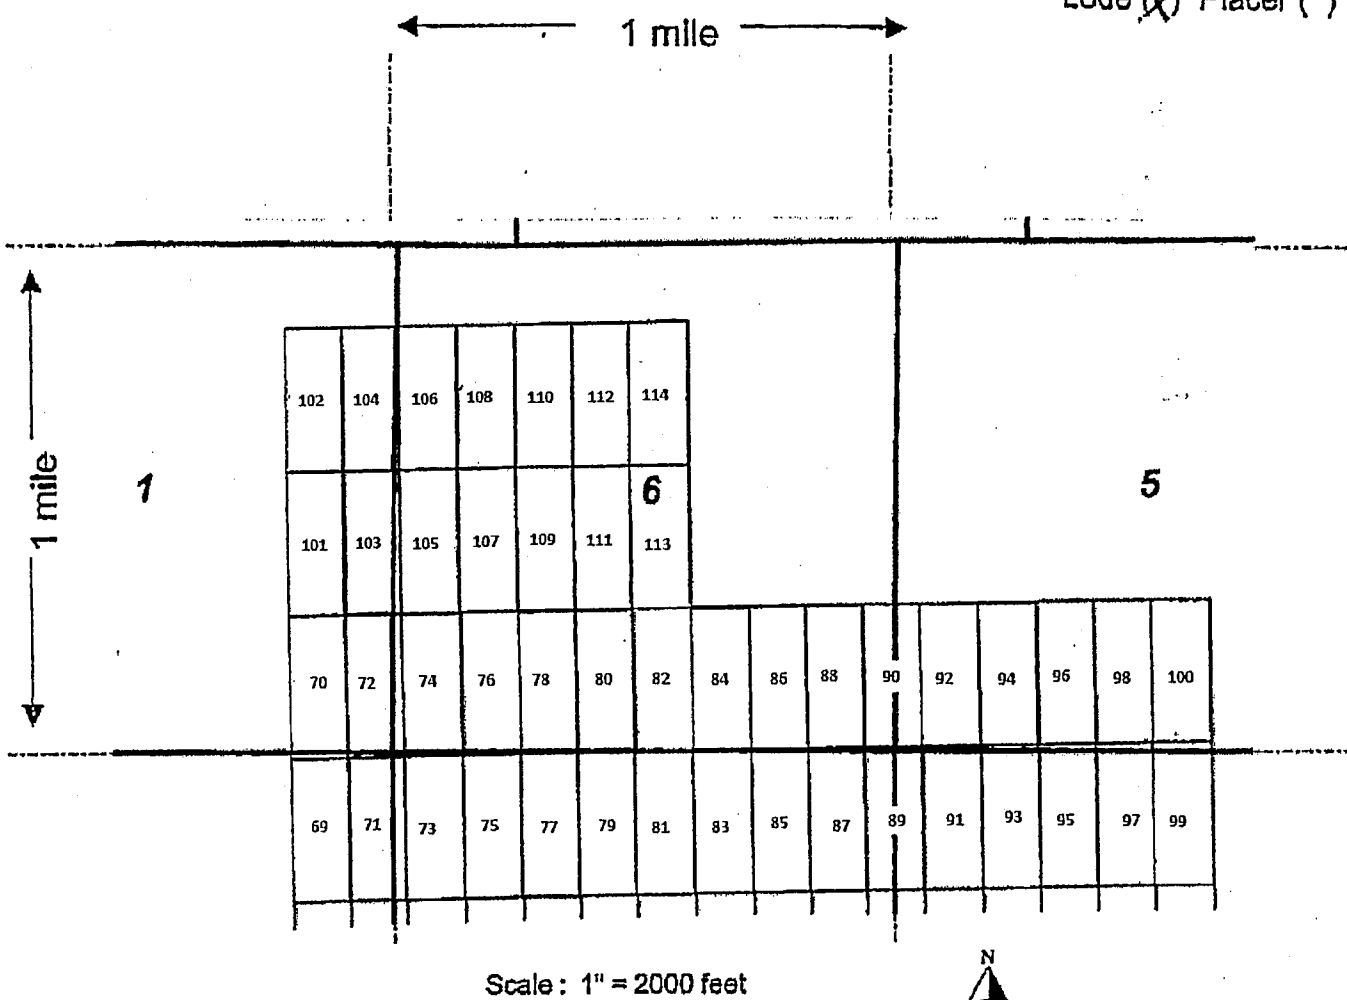 Lode (X) Placer ( )
1 mile
102 104 106 108 110 112 114
1 mile
1 6 5
101 103 105 107 109 111 113
70 72 74 76 78 80 82 84 86 88 90 92 94 96 98 100
69 71 73 75 77 79 81 83 85 87 89 91 93 95 97 99
N
Scale: 1" = 2000 feet